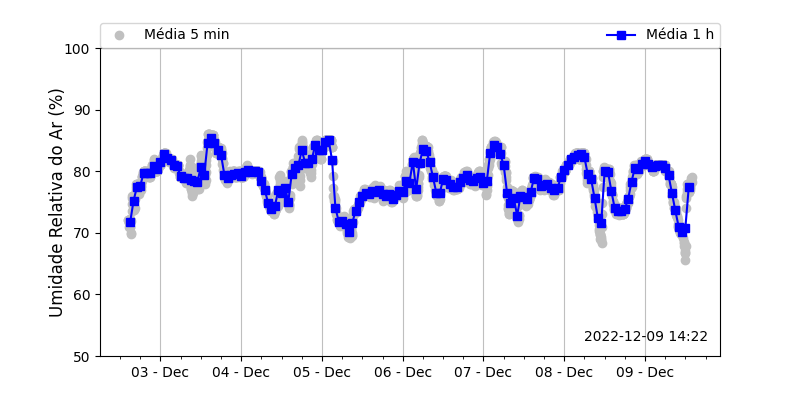 Média 5 min
Média 1 h
Umidade Relativa do Ar (%)
100
90
80
70
60
50
2022-12-09 14:22
03 - Dec
04 - Dec
05 - Dec
06 - Dec
07 - Dec
08 - Dec
09 - Dec